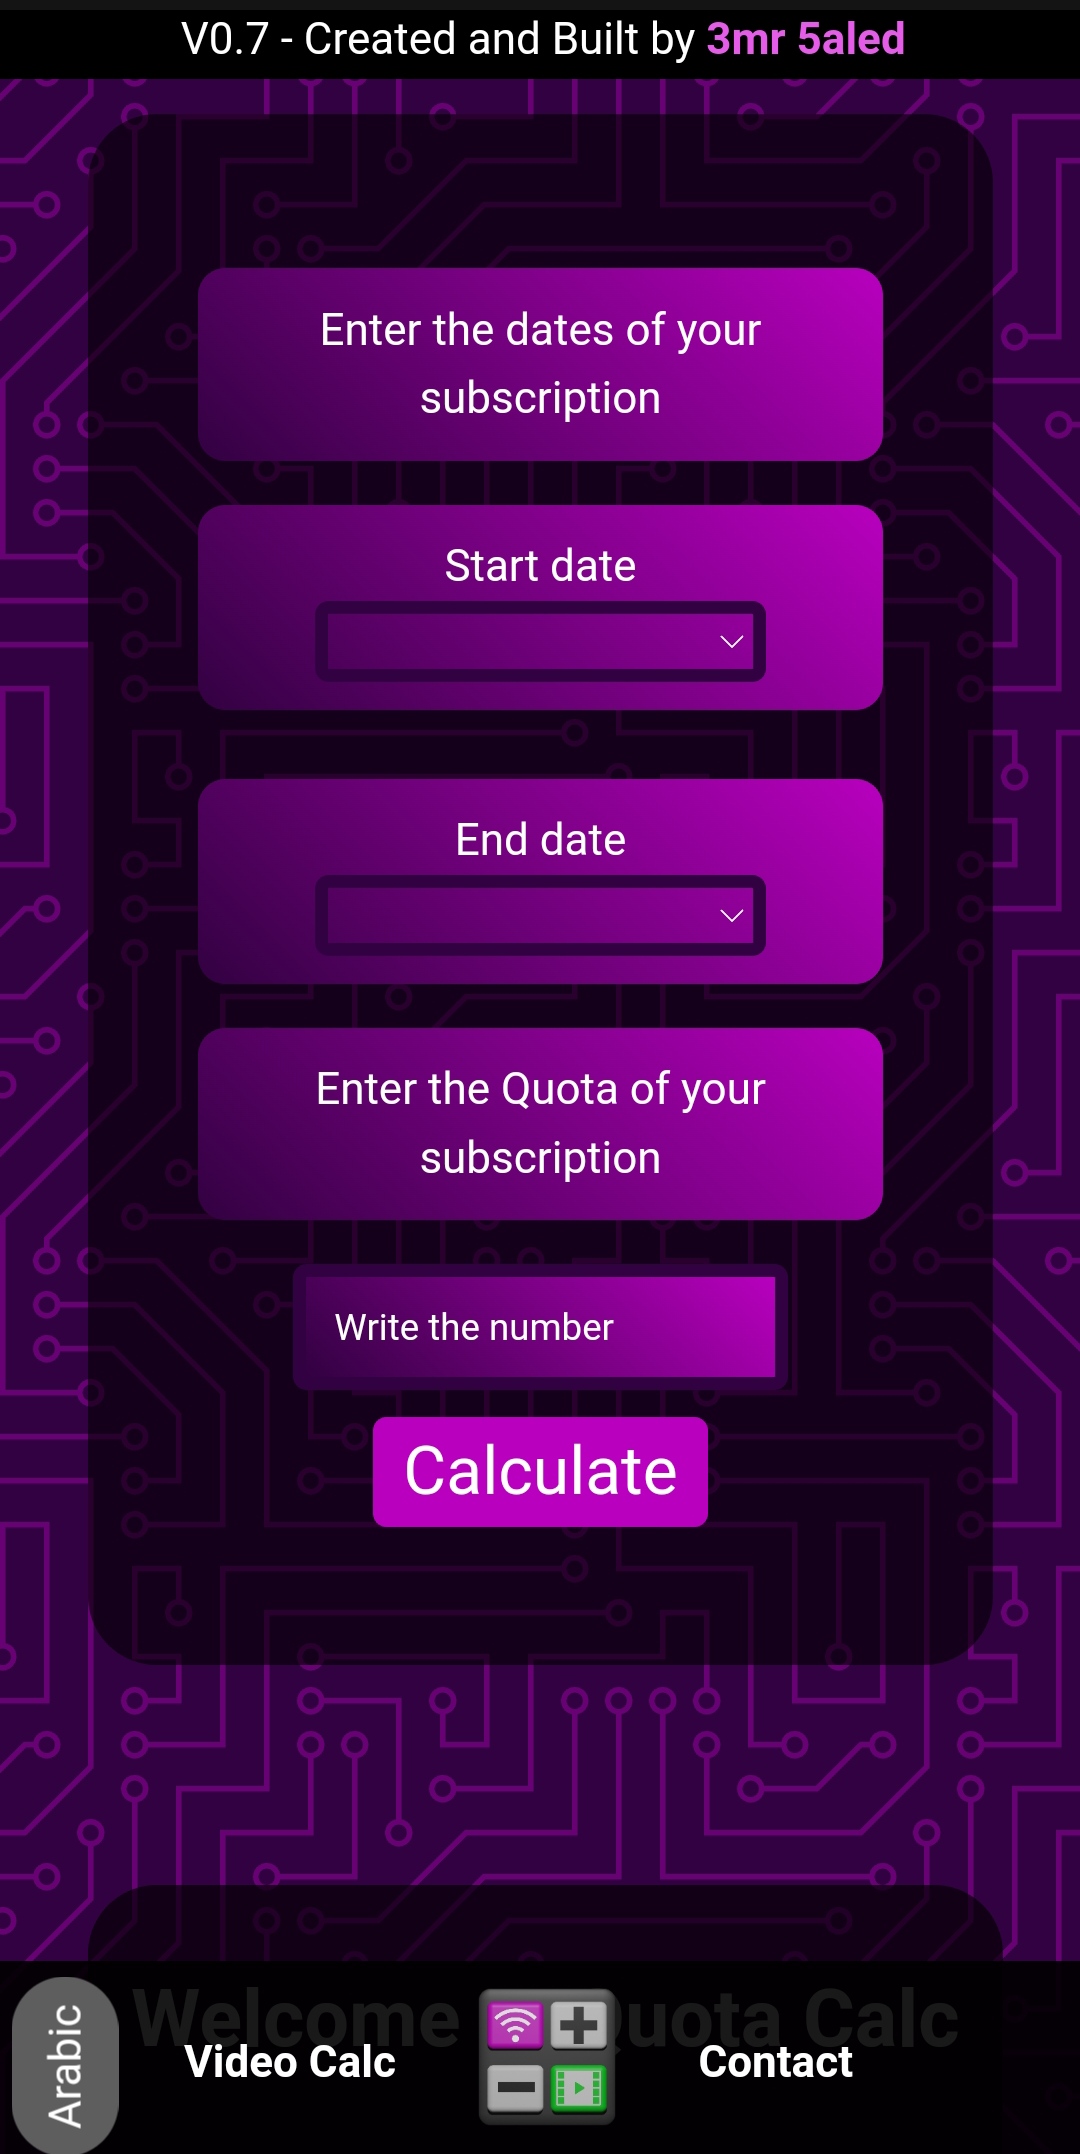 V0.7 - Created and Built by 3mr 5aled
Enter the dates of your
subscription
Start date
End date
Enter the Quota of your
subscription
Write the number
Calculate
Welcome Quota Calc
Arabic
Video Calc
Contact